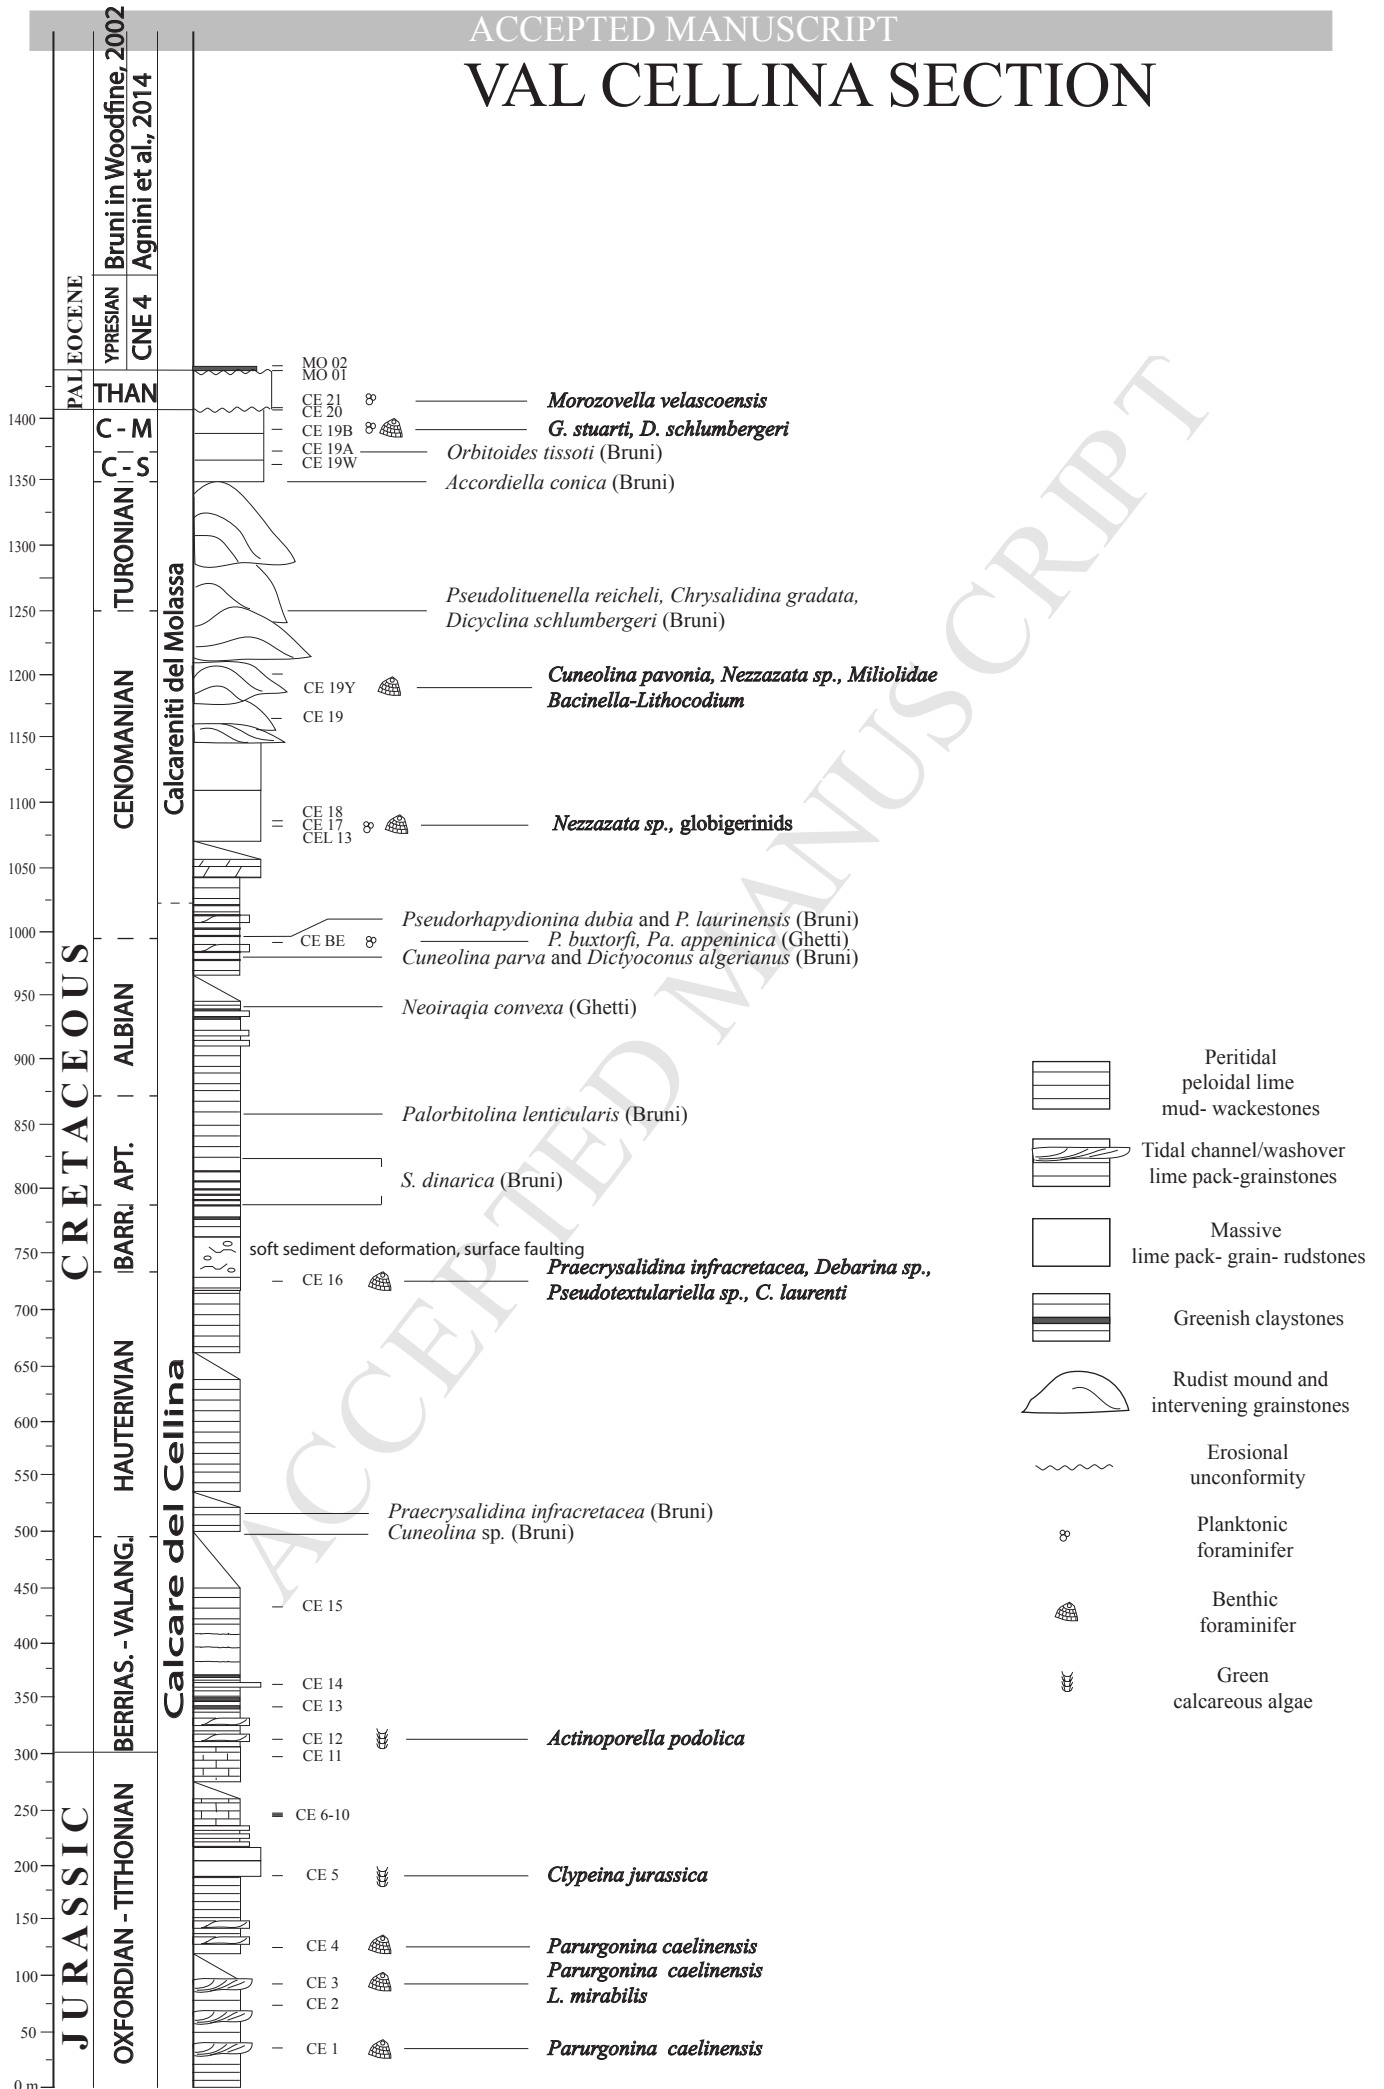 ACCEPTED MANUSCRIPT
VAL CELLINA SECTION
Bruni in Woodfine, 2002
Agnini et al., 2014
PALEOCENE
YPRESIAN
CNE 4
THAN
C - M
C - S
TURONIAN
CENOMANIAN
ALBIAN
APT.
BARR.
HAUTERIVIAN
BERRIAS. - VALANG.
OXFORDIAN - TITHONIAN
CRETACEOUS
JURASSIC
Calcareniti del Molassa
Calcare del Cellina
1400
1350
1300
1250
1200
1150
1100
1050
1000
950
900
850
800
750
700
650
600
550
500
450
400
350
300
250
200
150
100
50
0 m
MO 02
MO 01
CE 21
Morozovella velascoensis
CE 20
CE 19B
G. stuarti, D. schlumbergeri
CE 19A
Orbitoides tissoti (Bruni)
CE 19W
Accordiella conica (Bruni)
Pseudolituenella reicheli, Chrysalidina gradata,
Dicyclina schlumbergeri (Bruni)
CE 19Y
Cuneolina pavonia, Nezzazata sp., Miliolidae
Bacinella-Lithocodium
CE 19
CE 18
CE 17
Nezzazata sp., globigerinids
CEL 13
Pseudorhapydionina dubia and P. laurinensis (Bruni)
CE BE
P. buxtorfi, Pa. appeninica (Ghetti)
Cuneolina parva and Dictyoconus algerianus (Bruni)
Neoiraqia convexa (Ghetti)
Palorbitolina lenticularis (Bruni)
S. dinarica (Bruni)
soft sediment deformation, surface faulting
CE 16
Praecrysalidina infracretacea, Debarina sp.,
Pseudotextulariella sp., C. laurenti
Praecrysalidina infracretacea (Bruni)
Cuneolina sp. (Bruni)
CE 15
CE 14
CE 13
CE 12
Actinoporella podolica
CE 11
CE 6-10
CE 5
Clypeina jurassica
CE 4
Parurgonina caelinensis
CE 3
Parurgonina caelinensis
L. mirabilis
CE 2
CE 1
Parurgonina caelinensis
Peritidal
peloidal lime
mud- wackestones
Tidal channel/washover
lime pack-grainstones
Massive
lime pack- grain- rudstones
Greenish claystones
Rudist mound and
intervening grainstones
Erosional
unconformity
Planktonic
foraminifer
Benthic
foraminifer
Green
calcareous algae
ACCEPTED MANUSCRIPT